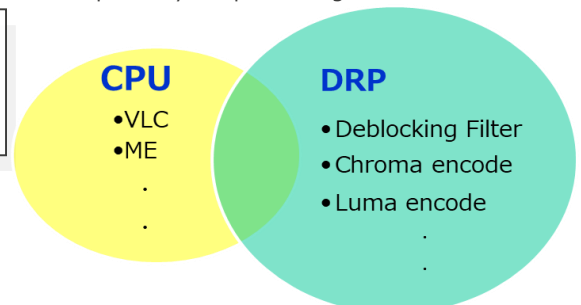 CPU
•VLC
•ME
.
.
DRP
•Deblocking Filter
•Chroma encode
•Luma encode
.
.